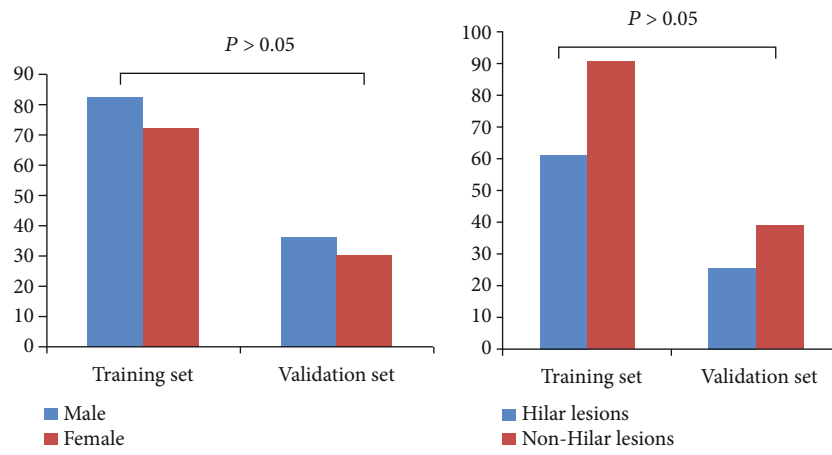 P > 0.05
90
80
70
60
50
40
30
20
10
0
Training set
Validation set
Male
Female
P > 0.05
100
90
80
70
60
50
40
30
20
10
0
Training set
Validation set
Hilar lesions
Non-Hilar lesions